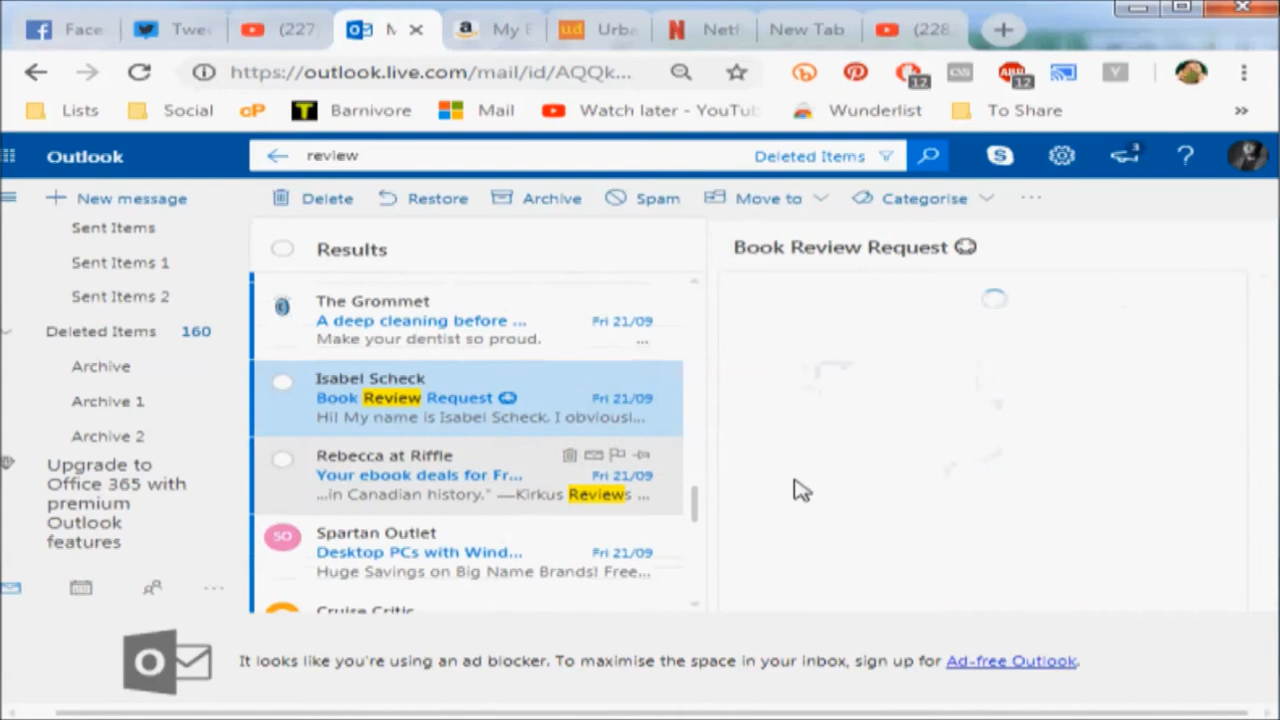 Face
Twe
(227
M
My E
Urba
Netf
New Tab
(228
https://outlook.live.com/mail/id/AQQk...
12
12
Lists
Social
Barnivore
Mail
Watch later - YouTub
Wunderlist
To Share
»
Outlook
review
Deleted Items
3
?
New message
Delete
Restore
Archive
Spam
Move to
Categorise
...
Sent Items
Sent Items 1
Sent Items 2
Deleted Items 160
Archive
Archive 1
Archive 2
Upgrade to
Office 365 with
premium
Outlook
features
...
Results
The Grommet
A deep cleaning before ... Fri 21/09
Make your dentist so proud. ...
Isabel Scheck
Book Review Request Fri 21/09
Hi! My name is Isabel Scheck. I obviousl...
Rebecca at Riffle
Your ebook deals for Fr... Fri 21/09
...in Canadian history." —Kirkus Reviews ...
SO
Spartan Outlet
Desktop PCs with Wind... Fri 21/09
Huge Savings on Big Name Brands! Free...
Cruise Critic
Book Review Request
It looks like you're using an ad blocker. To maximise the space in your inbox, sign up for Ad-free Outlook.